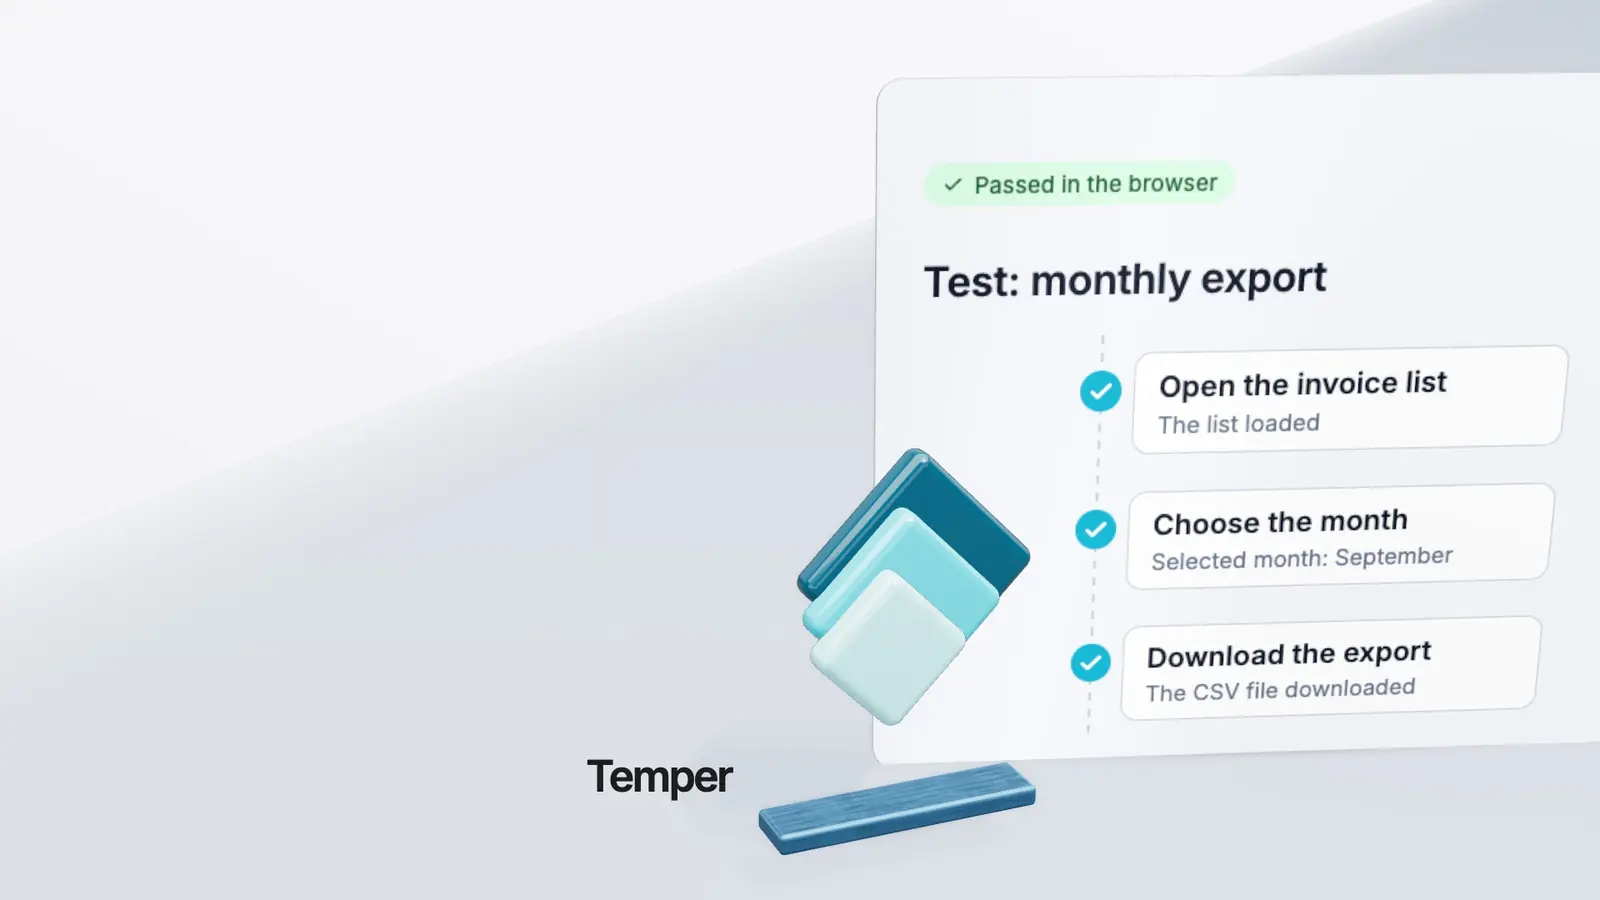 Passed in the browser
Test: monthly export
Open the invoice list
The list loaded
Choose the month
Selected month: September
Download the export
The CSV file downloaded
Temper